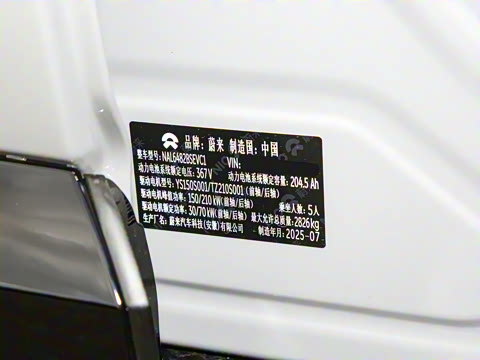 品牌: 蔚来 制造国: 中国
整车型号: NAL6482BSEVC1 VIN:
动力电池系统额定电压: 367V 动力电池系统额定容量: 204.5 Ah
驱动电机型号: YS150S001/TZ210S001 (前轴/后轴)
驱动电机峰值功率: 150/210 kW(前轴/后轴) 乘坐人数: 5人
驱动电机额定功率: 50/70 kW(前轴/后轴) 最大允许总质量: 2826kg
生产厂名: 蔚来汽车科技(安徽)有限公司 制造年月: 2025-07